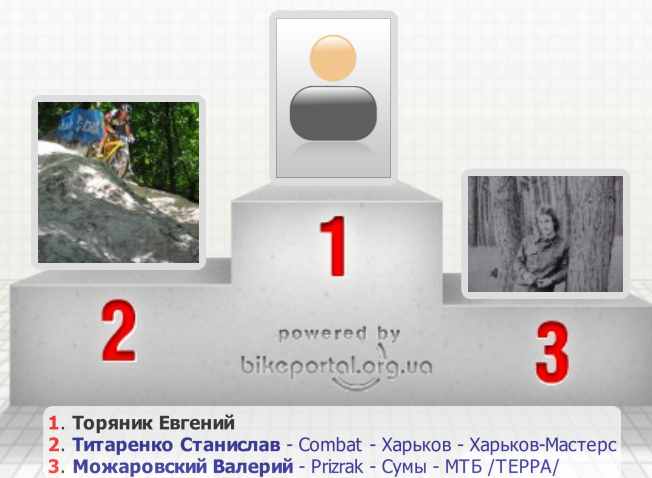 1
2
3
powered by
bikeportal.org.ua
1. Торяник Евгений
2. Титаренко Станислав - Combat - Харьков - Харьков-Мастерс
3. Можаровский Валерий - Prizrak - Сумы - МТБ /ТЕРРА/